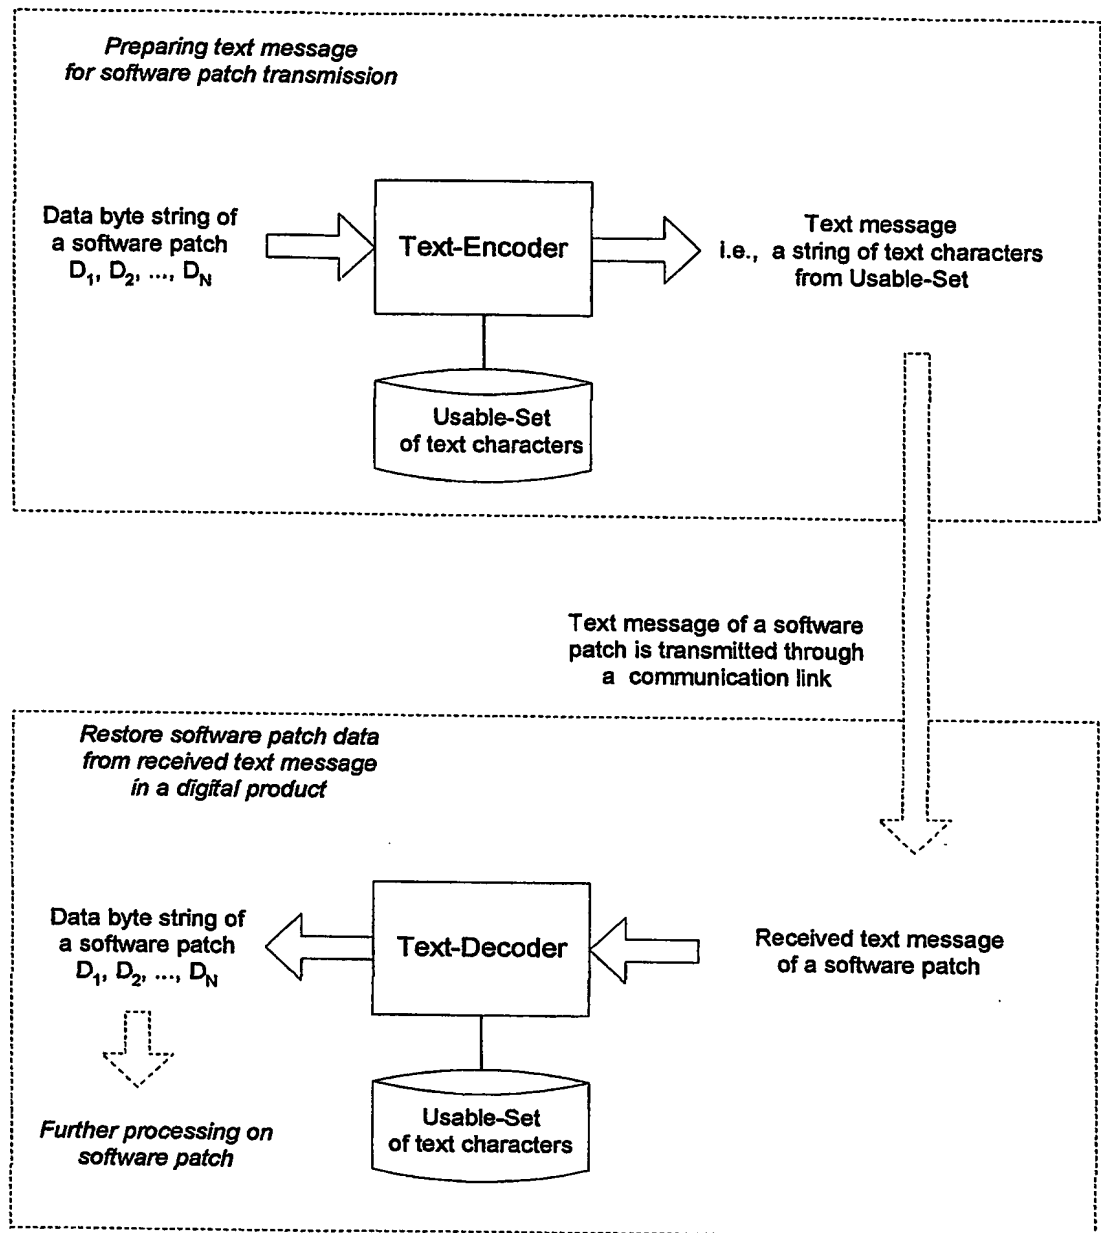 Preparing text message
for software patch transmission
Data byte string of
a software patch
D₁, D₂, ..., D_N
Text-Encoder
Text message
i.e., a string of text characters
from Usable-Set
Usable-Set
of text characters
Text message of a software
patch is transmitted through
a communication link
Restore software patch data
from received text message
in a digital product
Data byte string of
a software patch
D₁, D₂, ..., D_N
Text-Decoder
Received text message
of a software patch
Usable-Set
of text characters
Further processing on
software patch